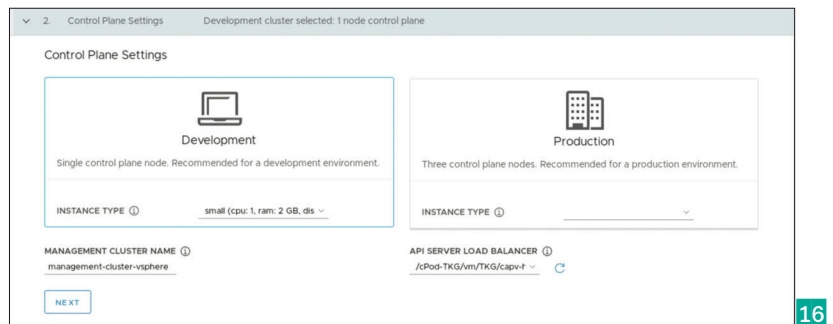 2. Control Plane Settings Development cluster selected: 1 node control plane
Control Plane Settings
Development
Single control plane node. Recommended for a development environment.
INSTANCE TYPE
small (cpu: 1, ram: 2 GB, dis
Production
Three control plane nodes. Recommended for a production environment.
INSTANCE TYPE
MANAGEMENT CLUSTER NAME
management-cluster-vsphere
API SERVER LOAD BALANCER
/cPod-TKG/vm/TKG/capv-h
NEXT
16